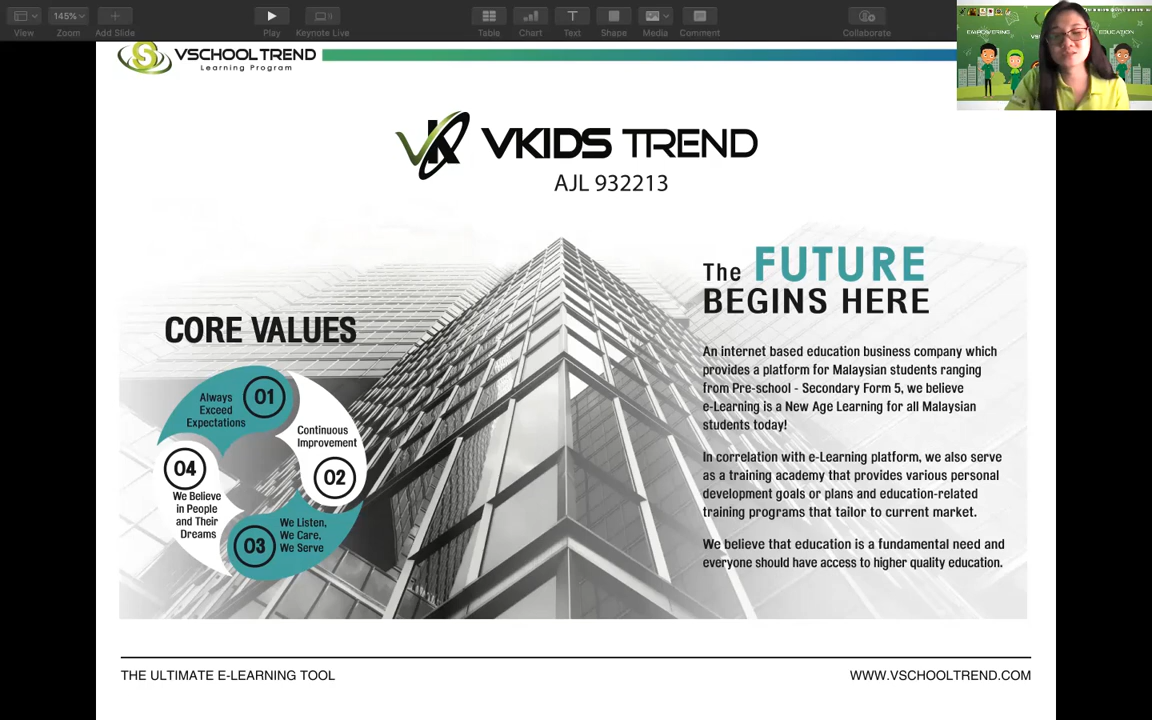 145%
View
Zoom
Add Slide
Play
Keynote Live
Table
Chart
Text
Shape
Media
Comment
Collaborate
EMPOWERING
EDUCATION
VSCHOOLTREND
Learning Program
VKIDS TREND
AJL 932213
CORE VALUES
01
Always
Exceed
Expectations
Continuous
Improvement
02
03
We Listen,
We Care,
We Serve
04
We Believe
in People
and Their
Dreams
The FUTURE
BEGINS HERE
An internet based education business company which
provides a platform for Malaysian students ranging
from Pre-school - Secondary Form 5, we believe
e-Learning is a New Age Learning for all Malaysian
students today!
In correlation with e-Learning platform, we also serve
as a training academy that provides various personal
development goals or plans and education-related
training programs that tailor to current market.
We believe that education is a fundamental need and
everyone should have access to higher quality education.
THE ULTIMATE E-LEARNING TOOL
WWW.VSCHOOLTREND.COM